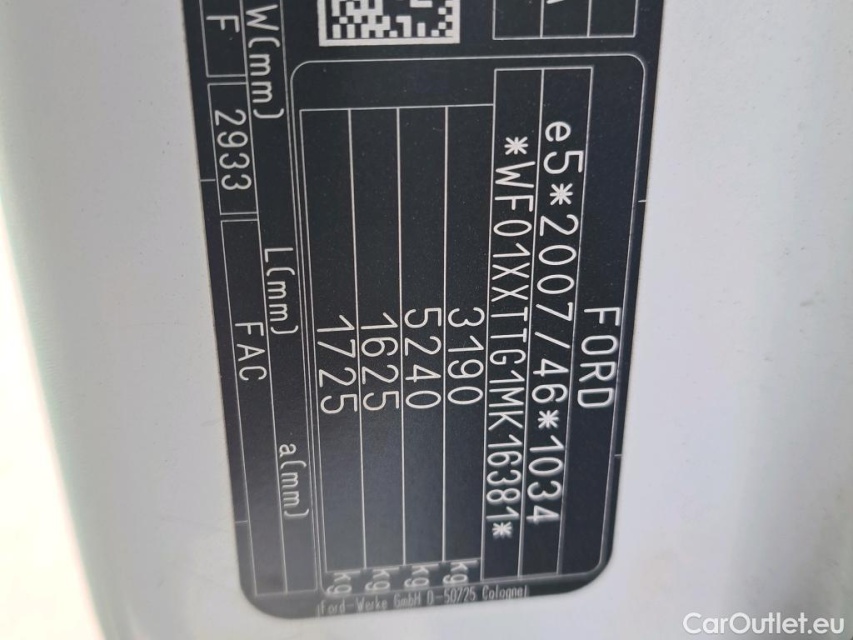 FORD
e5*2007/46*1034
*WF01XXTTG1MK16381*
3190 kg
5240 kg
1625 kg
1725 kg
W(mm) L(mm) a(mm)
F 2933 FAC
Ford-Werke GmbH D-50725 Cologne
CarOutlet.eu